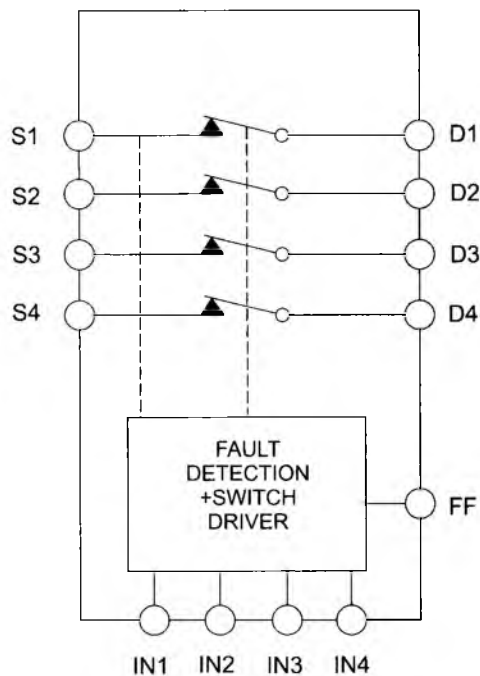 S1 D1
S2 D2
S3 D3
S4 D4
FAULT
DETECTION
+SWITCH
DRIVER
FF
IN1 IN2 IN3 IN4